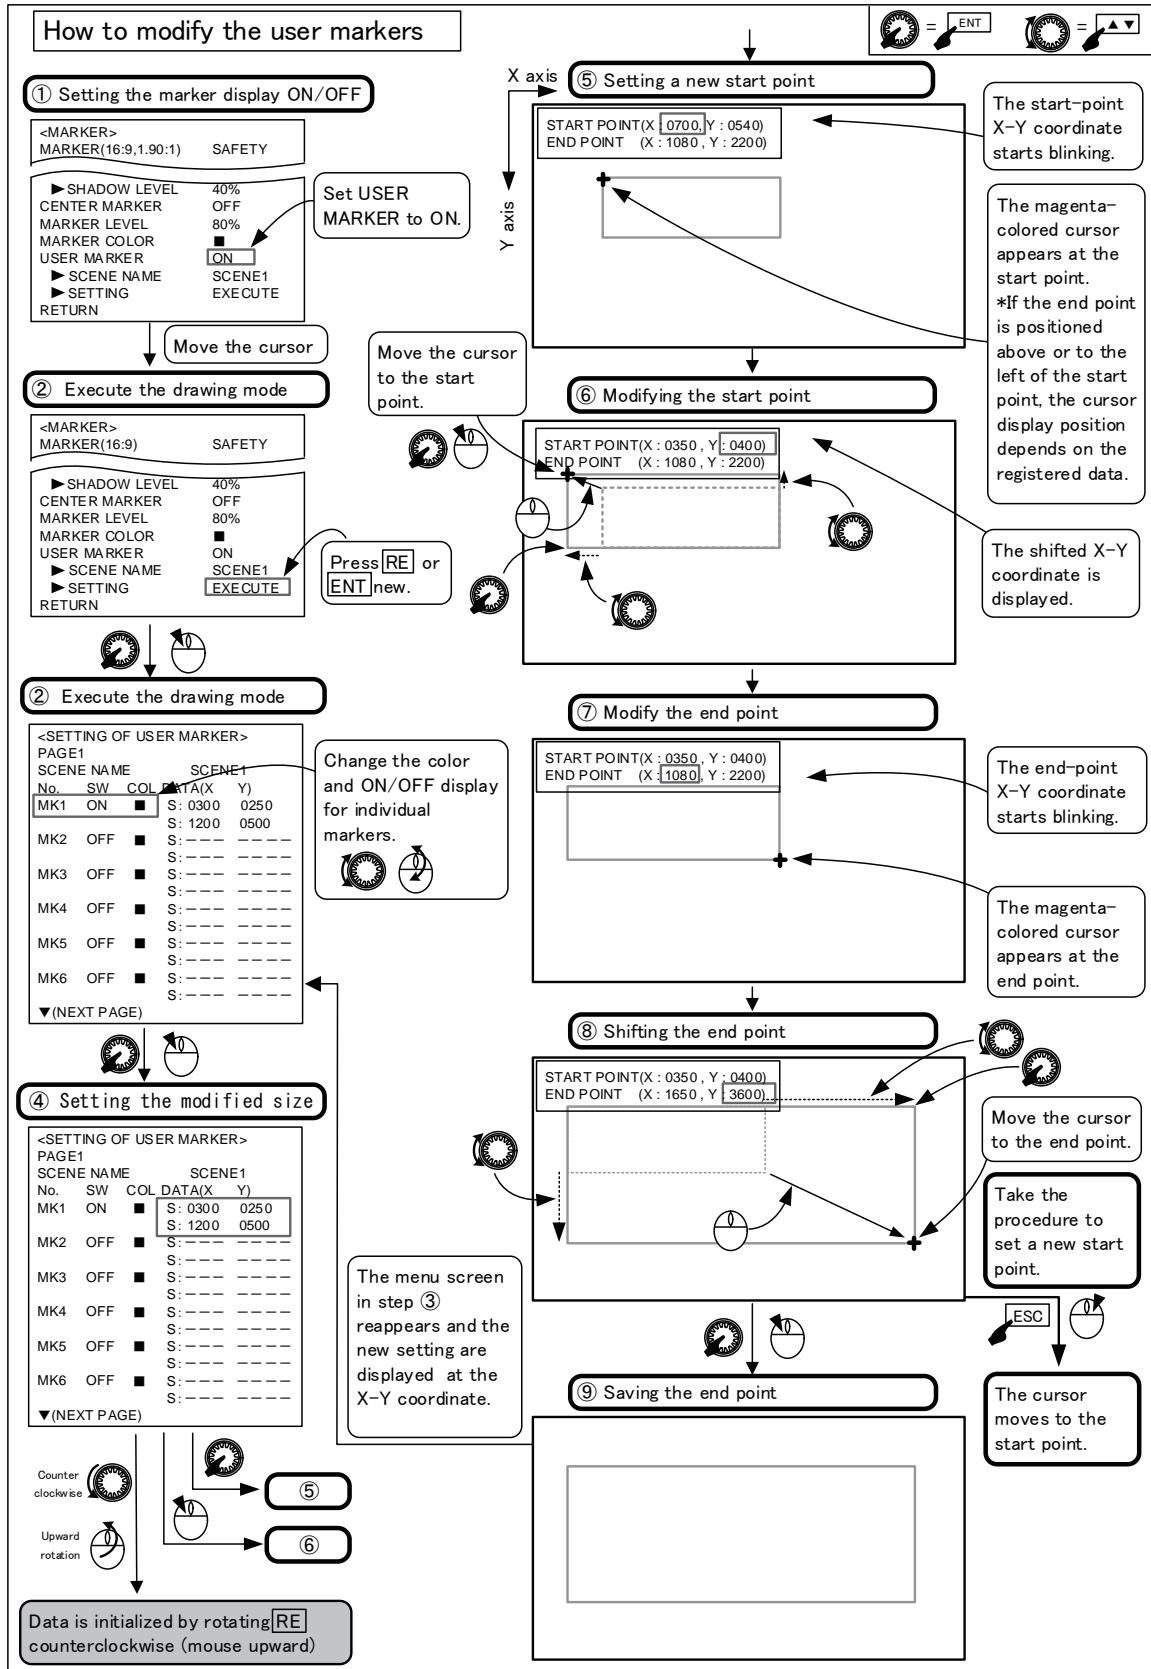 How to modify the user markers
= ENT
= ▲ ▼
① Setting the marker display ON/OFF
<MARKER>
MARKER(16:9,1.90:1) SAFETY
▶SHADOW LEVEL 40%
CENTER MARKER OFF
MARKER LEVEL 80%
MARKER COLOR ■
USER MARKER ON
▶SCENE NAME SCENE1
▶SETTING EXECUTE
RETURN
Set USER
MARKER to ON.
Move the cursor
② Execute the drawing mode
<MARKER>
MARKER(16:9) SAFETY
▶SHADOW LEVEL 40%
CENTER MARKER OFF
MARKER LEVEL 80%
MARKER COLOR ■
USER MARKER ON
▶SCENE NAME SCENE1
▶SETTING EXECUTE
RETURN
Press RE or
ENT new.
② Execute the drawing mode
<SETTING OF USER MARKER>
PAGE1
SCENE NAME SCENE1
No. SW COL DATA(X Y)
MK1 ON ■ S: 0300 0250
S: 1200 0500
MK2 OFF ■ S:――― ――――
S:――― ――――
MK3 OFF ■ S:――― ――――
S:――― ――――
MK4 OFF ■ S:――― ――――
S:――― ――――
MK5 OFF ■ S:――― ――――
S:――― ――――
MK6 OFF ■ S:――― ――――
S:――― ――――
▼(NEXT PAGE)
Change the color
and ON/OFF display
for individual
markers.
④ Setting the modified size
<SETTING OF USER MARKER>
PAGE1
SCENE NAME SCENE1
No. SW COL DATA(X Y)
MK1 ON ■ S: 0300 0250
S: 1200 0500
MK2 OFF ■ S:――― ――――
S:――― ――――
MK3 OFF ■ S:――― ――――
S:――― ――――
MK4 OFF ■ S:――― ――――
S:――― ――――
MK5 OFF ■ S:――― ――――
S:――― ――――
MK6 OFF ■ S:――― ――――
S:――― ――――
▼(NEXT PAGE)
Counter
clockwise
Upward
rotation
⑤
⑥
Data is initialized by rotating RE
counterclockwise (mouse upward)
X axis
Y axis
⑤ Setting a new start point
START POINT(X : 0700, Y : 0540)
END POINT (X : 1080 , Y : 2200)
The start-point
X-Y coordinate
starts blinking.
The magenta-
colored cursor
appears at the
start point.
*If the end point
is positioned
above or to the
left of the start
point, the cursor
display position
depends on the
registered data.
Move the cursor
to the start
point.
⑥ Modifying the start point
START POINT(X : 0350 , Y : 0400)
END POINT (X : 1080 , Y : 2200)
The shifted X-Y
coordinate is
displayed.
⑦ Modify the end point
START POINT(X : 0350 , Y : 0400)
END POINT (X : 1080 , Y : 2200)
The end-point
X-Y coordinate
starts blinking.
The magenta-
colored cursor
appears at the
end point.
⑧ Shifting the end point
START POINT(X : 0350 , Y : 0400)
END POINT (X : 1650 , Y : 3600)
Move the cursor
to the end point.
Take the
procedure to
set a new start
point.
ESC
The cursor
moves to the
start point.
The menu screen
in step ③
reappears and the
new setting are
displayed at the
X-Y coordinate.
⑨ Saving the end point